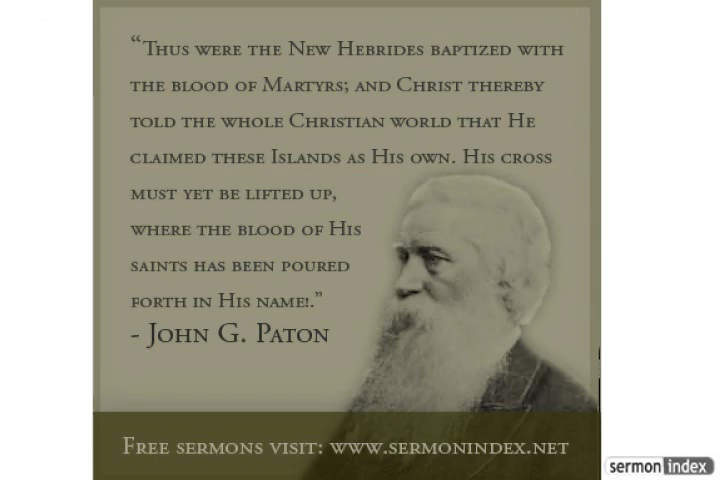 “Thus were the New Hebrides baptized with
the blood of Martyrs; and Christ thereby
told the whole Christian world that He
claimed these Islands as His own. His cross
must yet be lifted up,
where the blood of His
saints has been poured
forth in His name!.”
- John G. Paton
Free sermons visit: www.sermonindex.net
sermon index